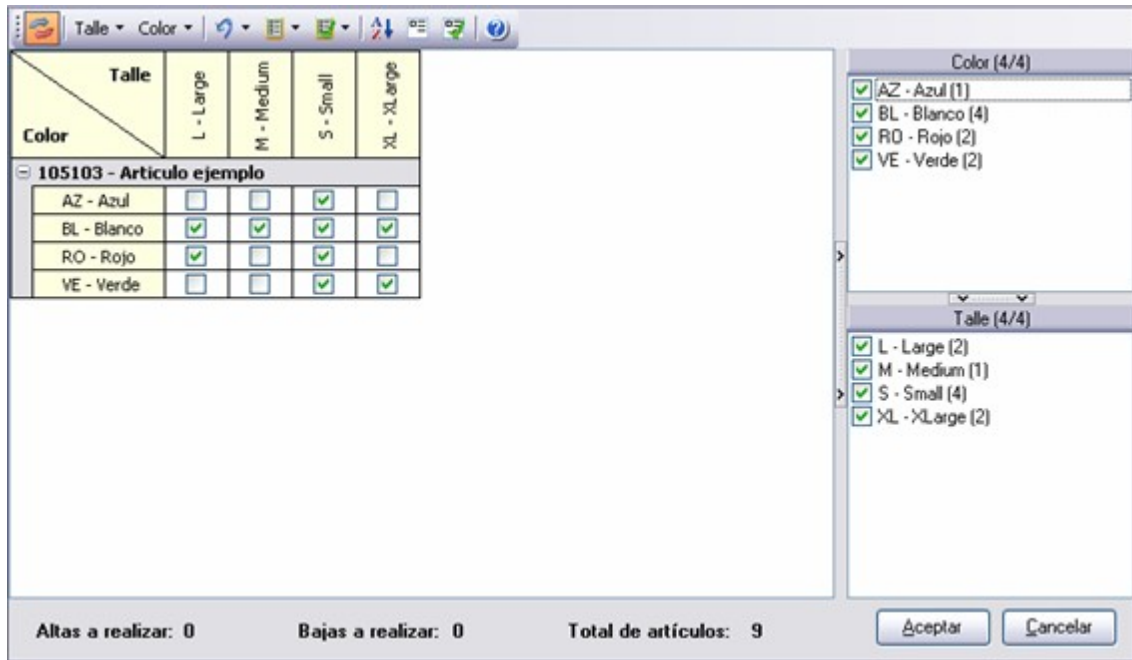 Talle Color
Talle
Color
L - Large
M - Medium
S - Small
XL - XLarge
105103 - Articulo ejemplo
AZ - Azul
BL - Blanco
RO - Rojo
VE - Verde
Color (4/4)
AZ - Azul (1)
BL - Blanco (4)
RO - Rojo (2)
VE - Verde (2)
Talle (4/4)
L - Large (2)
M - Medium (1)
S - Small (4)
XL - XLarge (2)
Altas a realizar: 0 Bajas a realizar: 0 Total de artículos: 9
Aceptar Cancelar